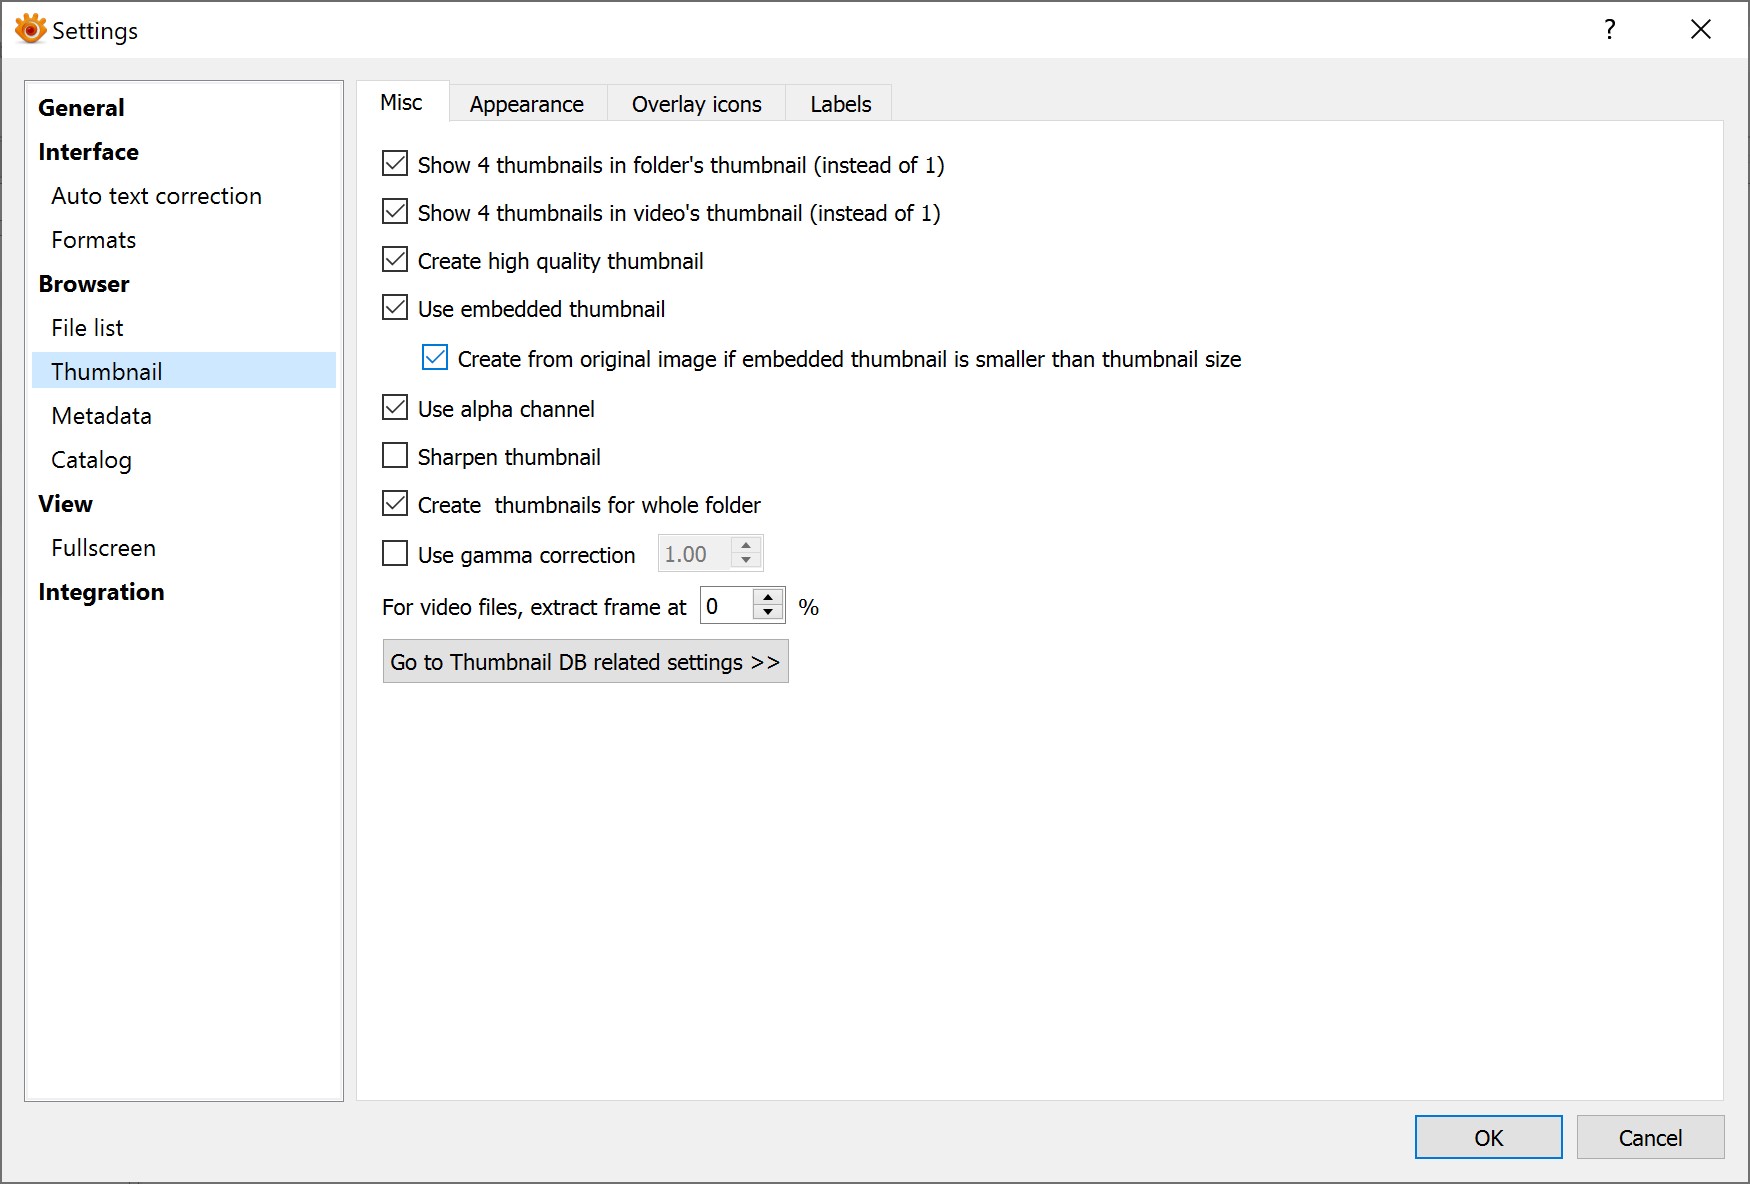 Settings
?
General
Interface
Auto text correction
Formats
Browser
File list
Thumbnail
Metadata
Catalog
View
Fullscreen
Integration
Misc Appearance Overlay icons Labels
Show 4 thumbnails in folder's thumbnail (instead of 1)
Show 4 thumbnails in video's thumbnail (instead of 1)
Create high quality thumbnail
Use embedded thumbnail
Create from original image if embedded thumbnail is smaller than thumbnail size
Use alpha channel
Sharpen thumbnail
Create  thumbnails for whole folder
Use gamma correction 1.00
For video files, extract frame at 0 %
Go to Thumbnail DB related settings >>
OK Cancel